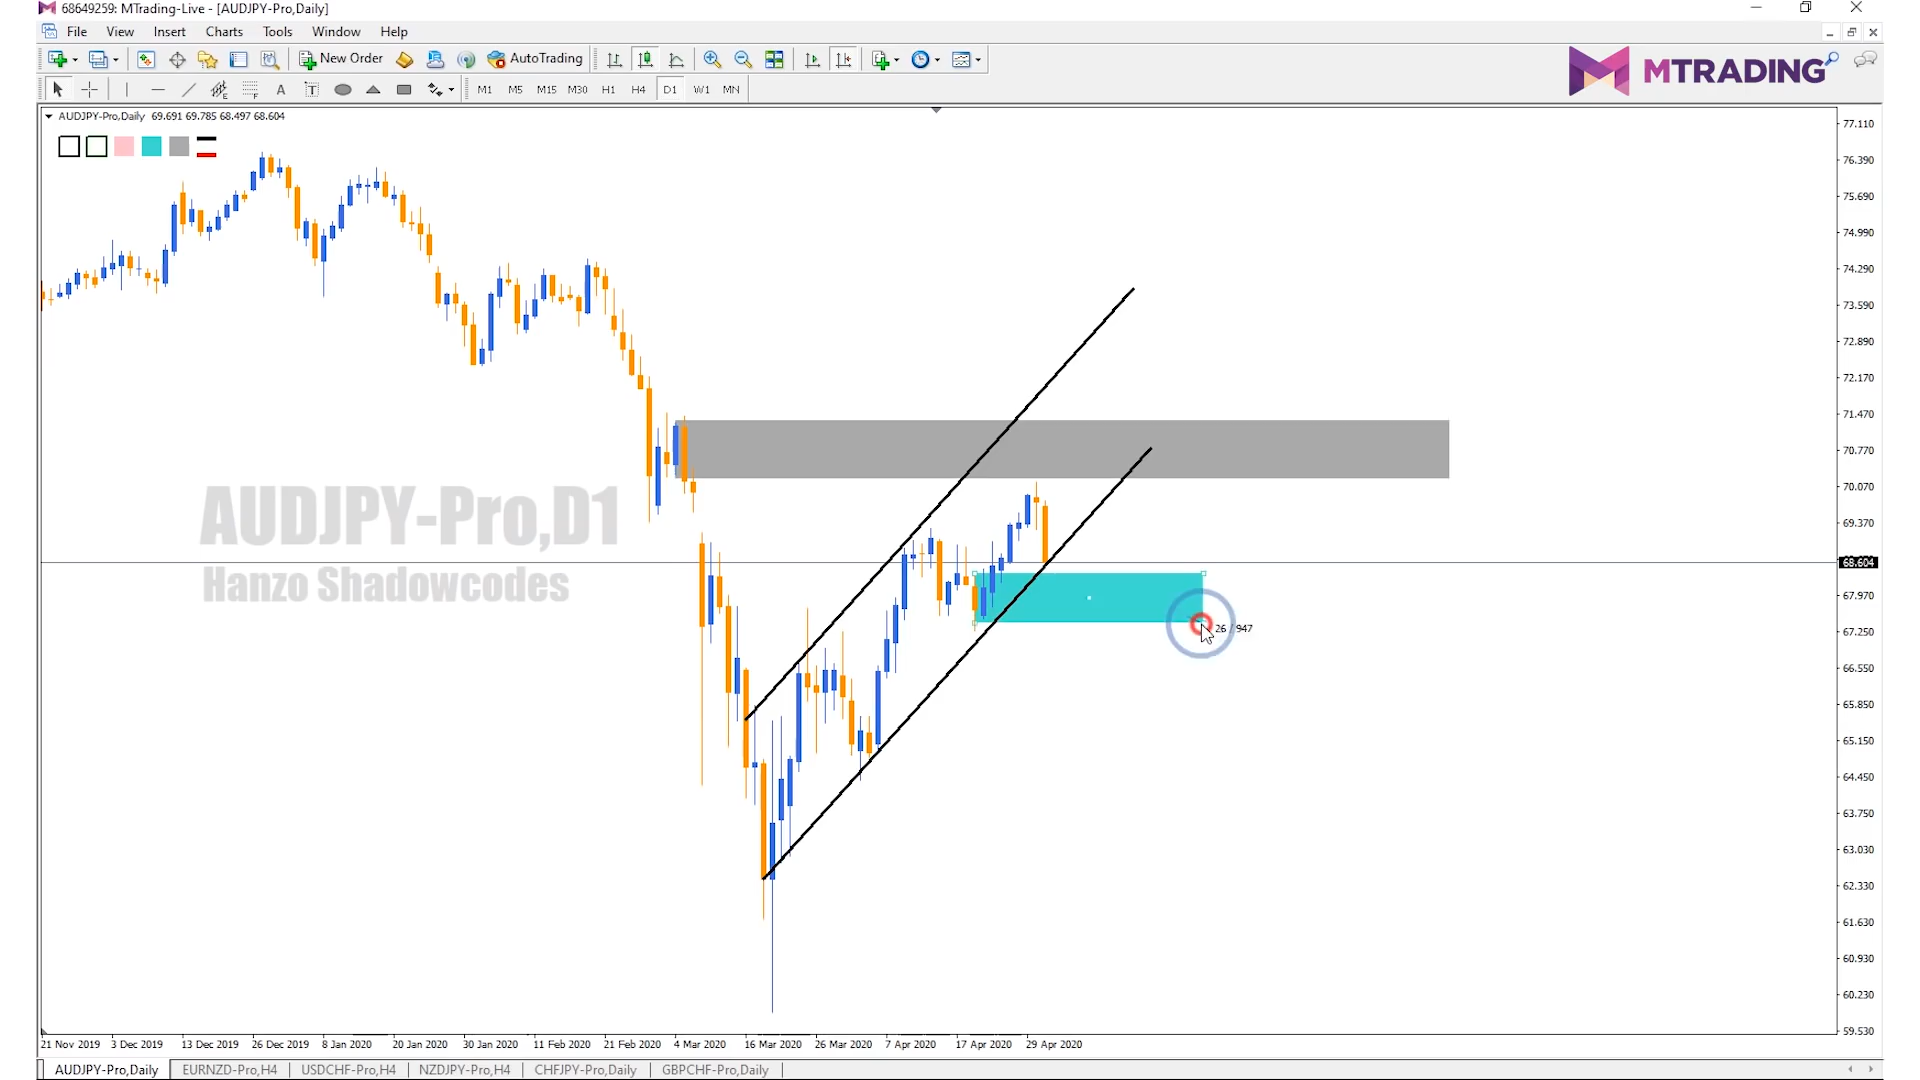 68649259: MTrading-Live - [AUDJPY-Pro,Daily]
File View Insert Charts Tools Window Help
New Order AutoTrading
MTRADING
A T M1 M5 M15 M30 H1 H4 D1 W1 MN
AUDJPY-Pro,Daily 69.691 69.785 68.497 68.604
77.110
76.390
75.690
74.990
74.290
73.590
72.890
72.170
71.470
70.770
70.070
69.370
68.604
67.970
67.250
66.550
65.850
65.150
64.450
63.750
63.030
62.330
61.630
60.930
60.230
59.530
AUDJPY-Pro,D1
Hanzo Shadowcodes
26 / 947
21 Nov 2019 3 Dec 2019 13 Dec 2019 26 Dec 2019 8 Jan 2020 20 Jan 2020 30 Jan 2020 11 Feb 2020 21 Feb 2020 4 Mar 2020 16 Mar 2020 26 Mar 2020 7 Apr 2020 17 Apr 2020 29 Apr 2020
AUDJPY-Pro,Daily EURNZD-Pro,H4 USDCHF-Pro,H4 NZDJPY-Pro,H4 CHFJPY-Pro,Daily GBPCHF-Pro,Daily